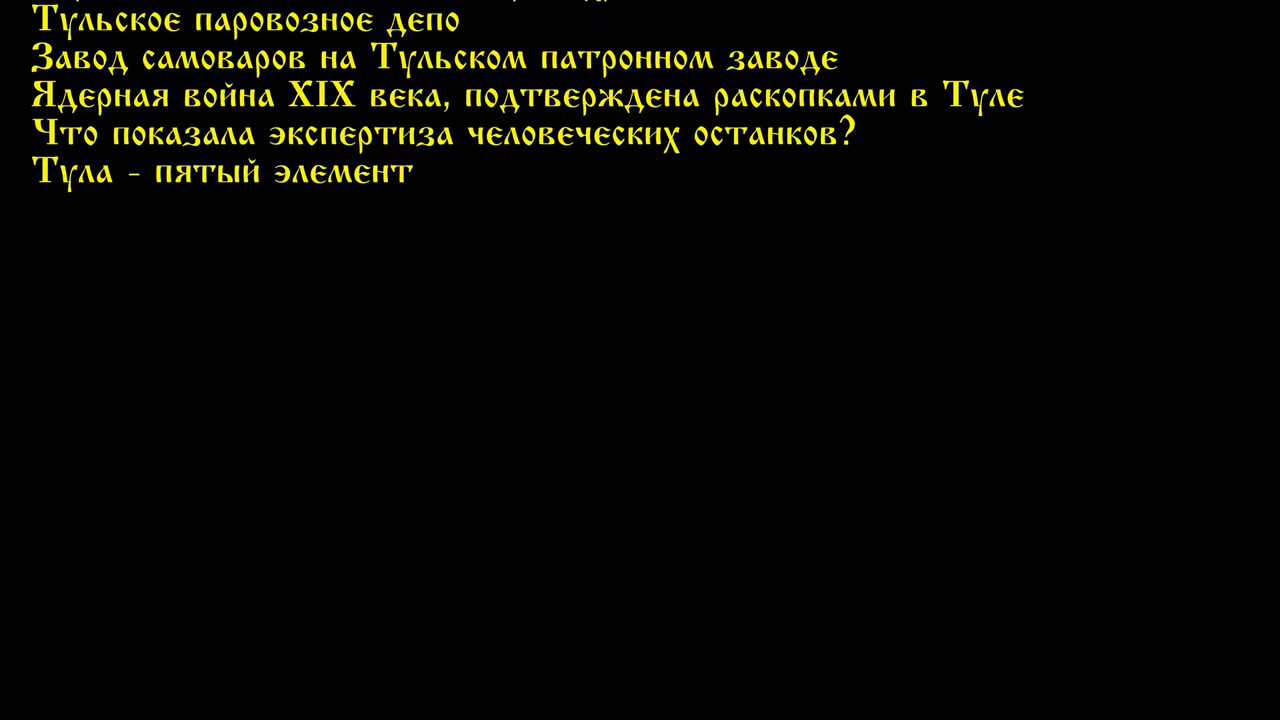 Тульское паровозное депо
Завод самоваров на Тульском патронном заводе
Ядерная война XIX века, подтверждена раскопками в Туле
Что показала экспертиза человеческих останков?
Тула - пятый элемент